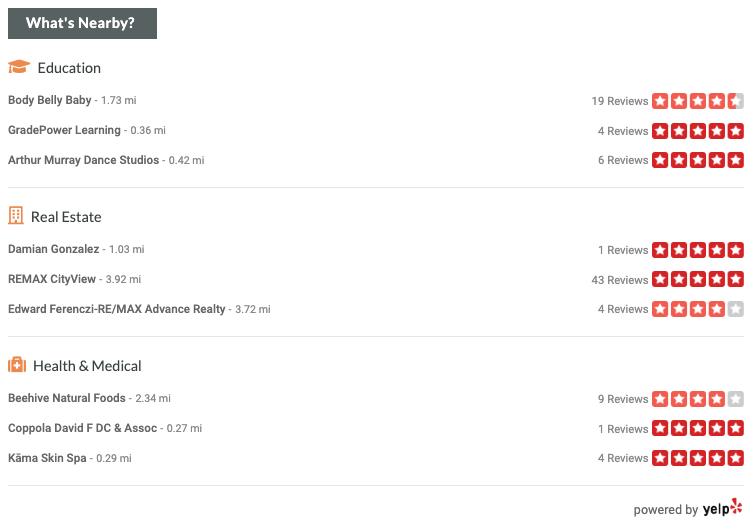 What's Nearby?
Education
Body Belly Baby - 1.73 mi 19 Reviews
GradePower Learning - 0.36 mi 4 Reviews
Arthur Murray Dance Studios - 0.42 mi 6 Reviews
Real Estate
Damian Gonzalez - 1.03 mi 1 Reviews
REMAX CityView - 3.92 mi 43 Reviews
Edward Ferenczi-RE/MAX Advance Realty - 3.72 mi 4 Reviews
Health & Medical
Beehive Natural Foods - 2.34 mi 9 Reviews
Coppola David F DC & Assoc - 0.27 mi 1 Reviews
Kāma Skin Spa - 0.29 mi 4 Reviews
powered by yelp